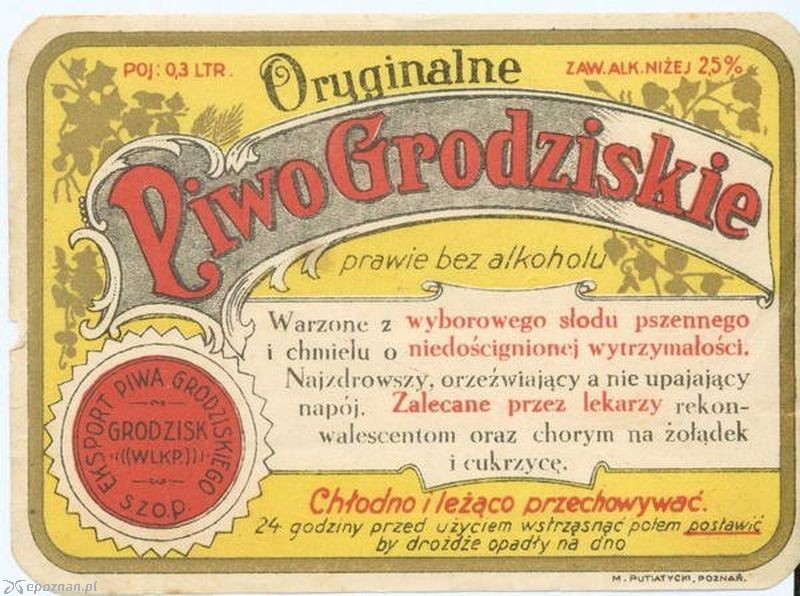 POJ: 0,3 LTR.
Oryginalne
ZAW. ALK. NIŻEJ 2,5%
Piwo Grodziskie
prawie bez alkoholu
Warzone z wyborowego słodu pszennego
i chmielu o niedoścignionej wytrzymałości.
Najzdrowszy, orzeźwiający a nie upajający
napój. Zalecane przez lekarzy rekon-
walescentom oraz chorym na żołądek
i cukrzycę.
EKSPORT PIWA GRODZISKIEGO
GRODZISK
((WLKP.))
SZ.O.P.
Chłodno i leżąco przechowywać.
24 godziny przed użyciem wstrząsnąć potem postawić
by drożdże opadły na dno
M. PUTIATYCKI, POZNAŃ.
epoznan.pl